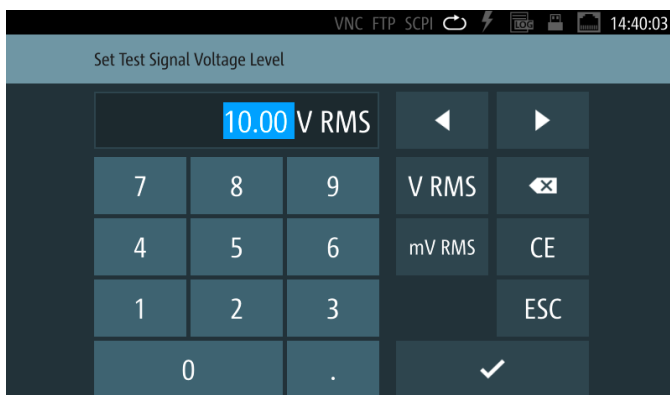 VNC FTP SCPI LOG 14:40:03
Set Test Signal Voltage Level
10.00 V RMS
7 8 9 V RMS
4 5 6 mV RMS CE
1 2 3 ESC
0 .